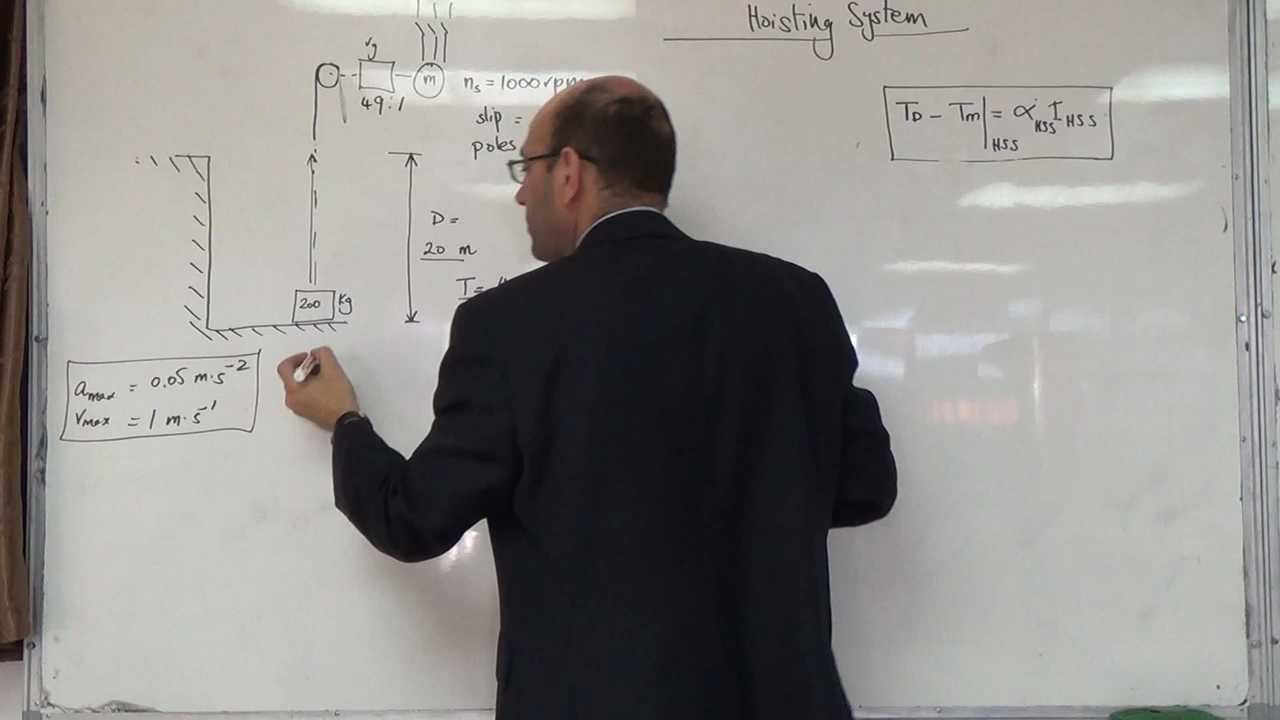 Hoisting System
rg
m
49:1
ns = 1000 rpm
slip =
poles
D =
20 m
T =
200 Kg
amax = 0.05 m·s⁻²
vmax = 1 m·s⁻¹
TD - Tm|HSS = αHSS IHSS